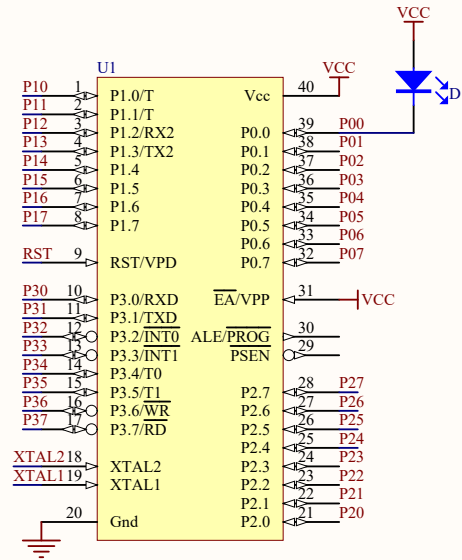 VCC
D
U1
P10 1 P1.0/T Vcc 40 VCC
P11 2 P1.1/T
P12 3 P1.2/RX2 P0.0 39 P00
P13 4 P1.3/TX2 P0.1 38 P01
P14 5 P1.4 P0.2 37 P02
P15 6 P1.5 P0.3 36 P03
P16 7 P1.6 P0.4 35 P04
P17 8 P1.7 P0.5 34 P05
P0.6 33 P06
RST 9 RST/VPD P0.7 32 P07
P30 10 P3.0/RXD EA/VPP 31 VCC
P31 11 P3.1/TXD
P32 12 P3.2/INT0 ALE/PROG 30
P33 13 P3.3/INT1 PSEN 29
P34 14 P3.4/T0
P35 15 P3.5/T1 P2.7 28 P27
P36 16 P3.6/WR P2.6 27 P26
P37 17 P3.7/RD P2.5 26 P25
P2.4 25 P24
XTAL2 18 XTAL2 P2.3 24 P23
XTAL1 19 XTAL1 P2.2 23 P22
P2.1 22 P21
20 Gnd P2.0 21 P20